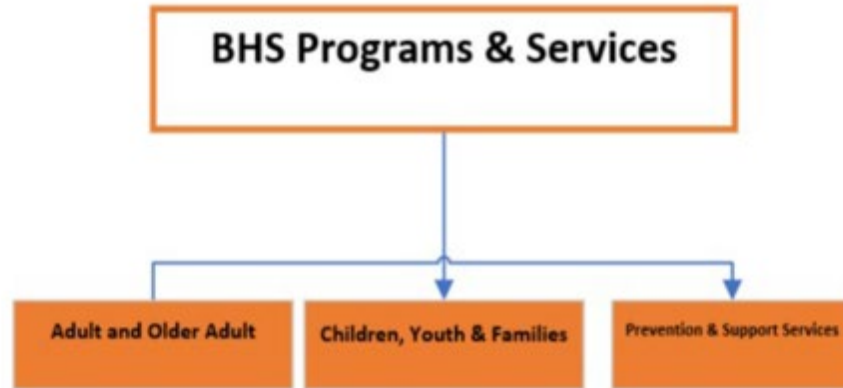 BHS Programs & Services
Adult and Older Adult
Children, Youth & Families
Prevention & Support Services